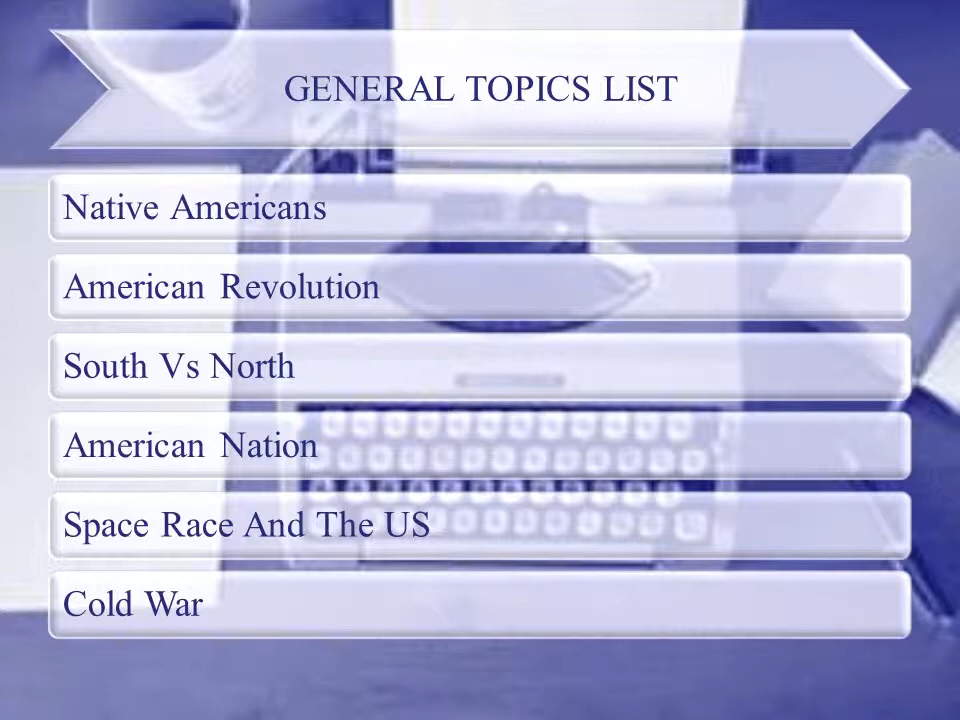 GENERAL TOPICS LIST
Native Americans
American Revolution
South Vs North
American Nation
Space Race And The US
Cold War